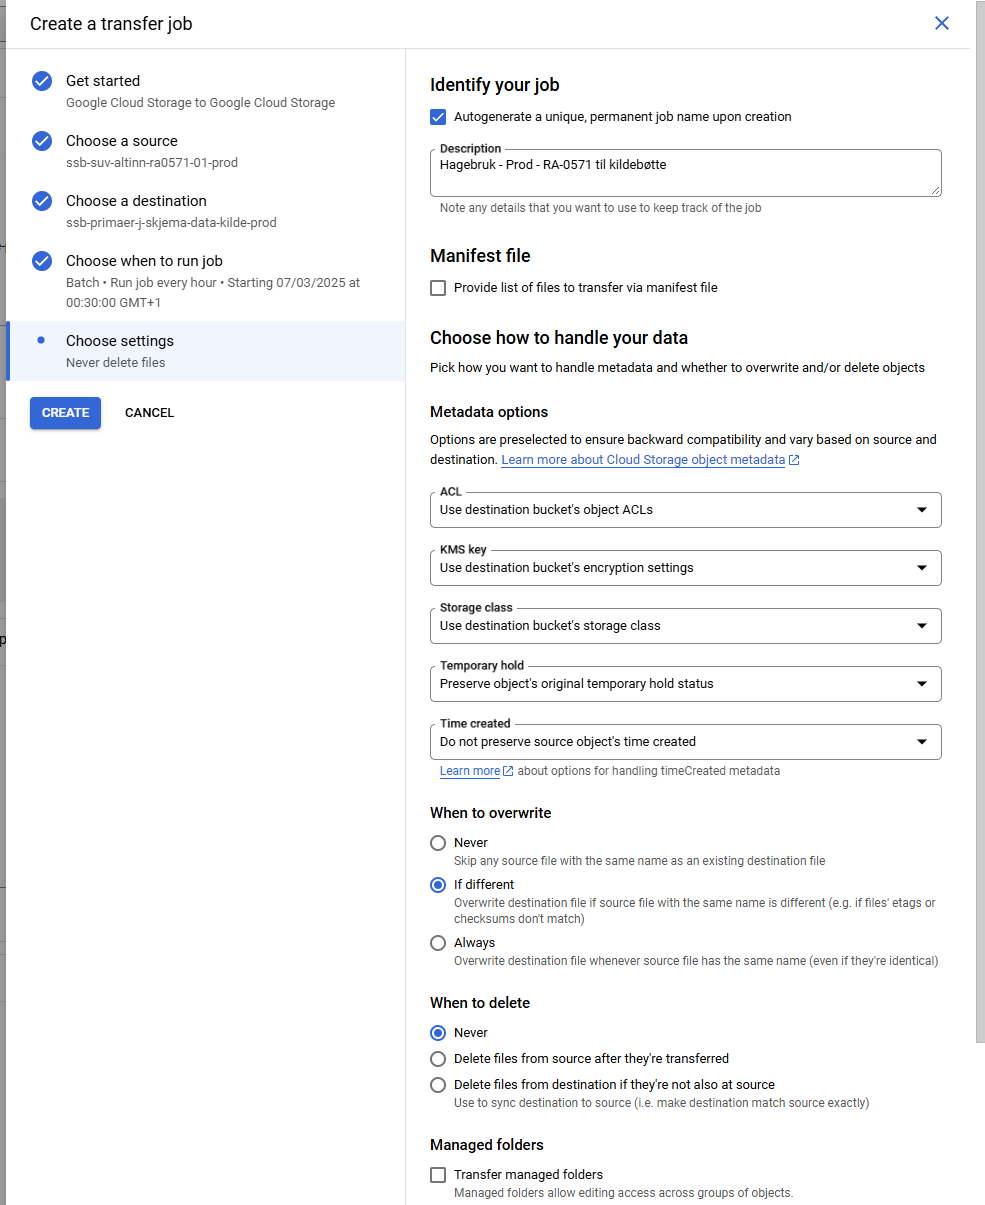 Create a transfer job
Get started
Google Cloud Storage to Google Cloud Storage
Choose a source
ssb-suv-altinn-ra0571-01-prod
Choose a destination
ssb-primaer-j-skjema-data-kilde-prod
Choose when to run job
Batch • Run job every hour • Starting 07/03/2025 at
00:30:00 GMT+1
Choose settings
Never delete files
CREATE CANCEL
Identify your job
Autogenerate a unique, permanent job name upon creation
Description
Hagebruk - Prod - RA-0571 til kildebøtte
Note any details that you want to use to keep track of the job
Manifest file
Provide list of files to transfer via manifest file
Choose how to handle your data
Pick how you want to handle metadata and whether to overwrite and/or delete objects
Metadata options
Options are preselected to ensure backward compatibility and vary based on source and
destination. Learn more about Cloud Storage object metadata
ACL
Use destination bucket's object ACLs
KMS key
Use destination bucket's encryption settings
Storage class
Use destination bucket's storage class
Temporary hold
Preserve object's original temporary hold status
Time created
Do not preserve source object's time created
Learn more about options for handling timeCreated metadata
When to overwrite
Never
Skip any source file with the same name as an existing destination file
If different
Overwrite destination file if source file with the same name is different (e.g. if files' etags or
checksums don't match)
Always
Overwrite destination file whenever source file has the same name (even if they're identical)
When to delete
Never
Delete files from source after they're transferred
Delete files from destination if they're not also at source
Use to sync destination to source (i.e. make destination match source exactly)
Managed folders
Transfer managed folders
Managed folders allow editing access across groups of objects.